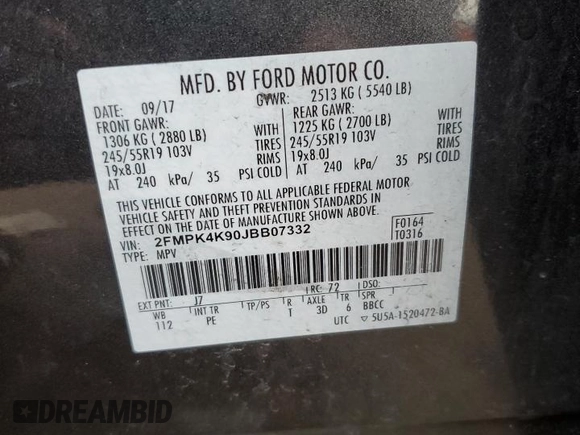 MFD. BY FORD MOTOR CO.
DATE: 09/17 GVWR: 2513 KG ( 5540 LB)
FRONT GAWR: REAR GAWR:
1306 KG ( 2880 LB) WITH 1225 KG ( 2700 LB) WITH
245/55R19 103V TIRES 245/55R19 103V TIRES
19x8.0J RIMS 19x8.0J RIMS
AT 240 kPa/ 35 PSI COLD AT 240 kPa/ 35 PSI COLD
THIS VEHICLE CONFORMS TO ALL APPLICABLE FEDERAL MOTOR
VEHICLE SAFETY AND THEFT PREVENTION STANDARDS IN EFFECT
ON THE DATE OF MANUFACTURE SHOWN ABOVE.
VIN: 2FMPK4K90JBB07332 F0164
TYPE: MPV T0316
EXT PNT: J7 RC: 72 DSO:
WB INT TR TP/PS R AXLE TR SPR
112 PE T 3D 6 BBCC
UTC ▽ 5U5A-1520472-BA
DREAMBID